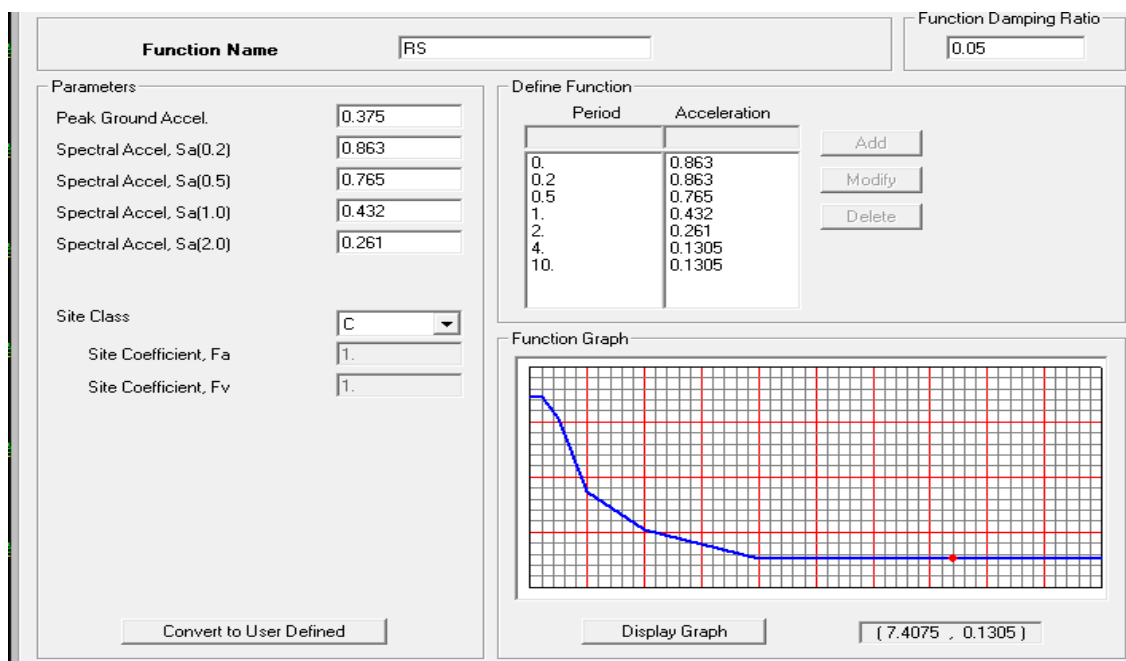 Function Damping Ratio
Function Name RS 0.05
Parameters
Peak Ground Accel. 0.375
Spectral Accel, Sa(0.2) 0.863
Spectral Accel, Sa(0.5) 0.765
Spectral Accel, Sa(1.0) 0.432
Spectral Accel, Sa(2.0) 0.261
Site Class C
Site Coefficient, Fa 1.
Site Coefficient, Fv 1.
Convert to User Defined
Define Function
Period Acceleration
0. 0.863
0.2 0.863
0.5 0.765
1. 0.432
2. 0.261
4. 0.1305
10. 0.1305
Add
Modify
Delete
Function Graph
Display Graph (7.4075 , 0.1305)